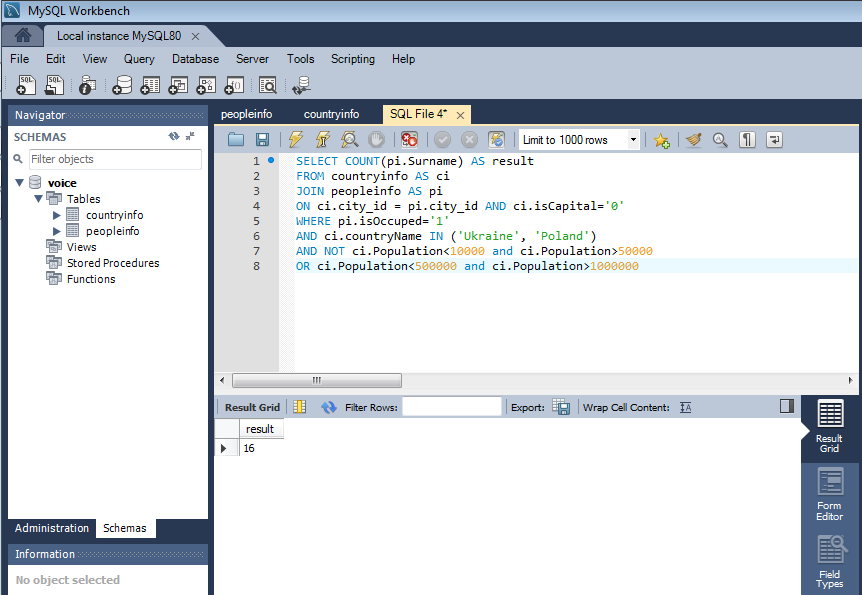 MySQL Workbench
Local instance MySQL80
File Edit View Query Database Server Tools Scripting Help
Navigator
SCHEMAS
Filter objects
voice
Tables
countryinfo
peopleinfo
Views
Stored Procedures
Functions
Administration Schemas
Information
No object selected
peopleinfo countryinfo SQL File 4*
Limit to 1000 rows
1 SELECT COUNT(pi.Surname) AS result
2 FROM countryinfo AS ci
3 JOIN peopleinfo AS pi
4 ON ci.city_id = pi.city_id AND ci.isCapital='0'
5 WHERE pi.isOccuped='1'
6 AND ci.countryName IN ('Ukraine', 'Poland')
7 AND NOT ci.Population<10000 and ci.Population>50000
8 OR ci.Population<500000 and ci.Population>1000000
Result Grid Filter Rows: Export: Wrap Cell Content:
result
16
Result
Grid
Form
Editor
Field
Types